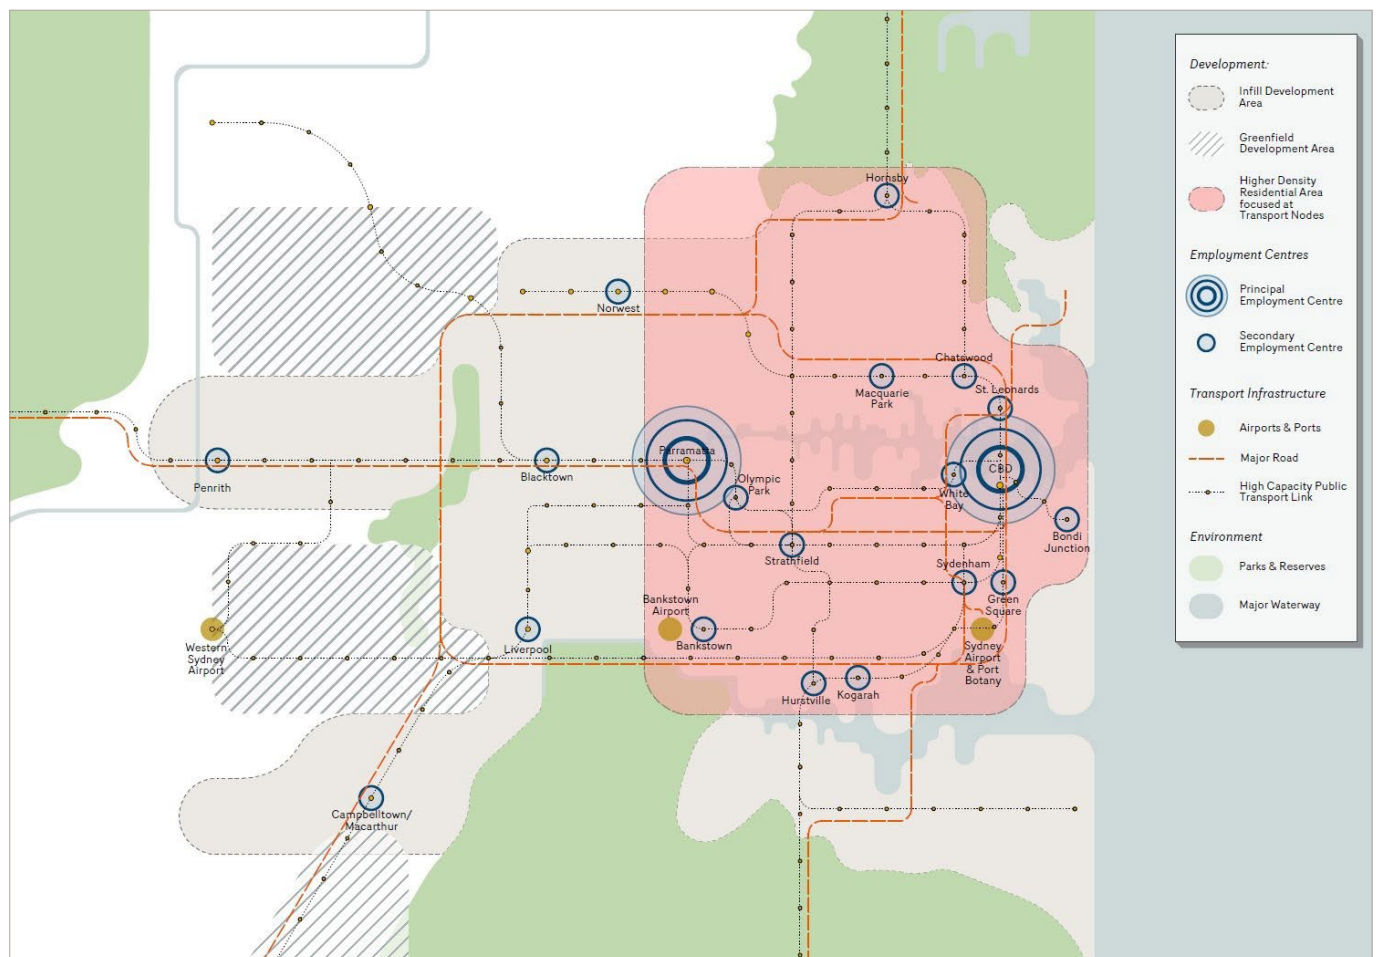 Hornsby
Norwest
Chatswood
Macquarie
Park
St. Leonards
Parramatta
CBD
Olympic
Park
White
Bay
Penrith
Blacktown
Bondi
Junction
Strathfield
Sydenham
Green
Square
Bankstown
Airport
Bankstown
Western
Sydney
Airport
Liverpool
Sydney
Airport
& Port
Botany
Hurstville
Kogarah
Campbelltown/
Macarthur
Development:
Infill Development
Area
Greenfield
Development Area
Higher Density
Residential Area
focused at
Transport Nodes
Employment Centres
Principal
Employment Centre
Secondary
Employment Centre
Transport Infrastructure
Airports & Ports
Major Road
High Capacity Public
Transport Link
Environment
Parks & Reserves
Major Waterway